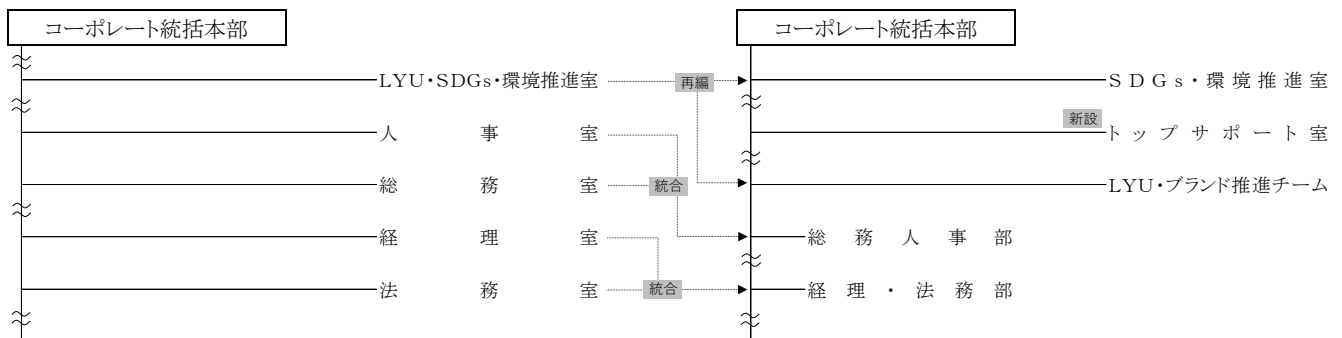 コーポレート統括本部
LYU・SDGs・環境推進室
人事室
総務室
経理室
法務室
再編
統合
統合
コーポレート統括本部
SDGs・環境推進室
新設
トップサポート室
LYU・ブランド推進チーム
総務人事部
経理・法務部